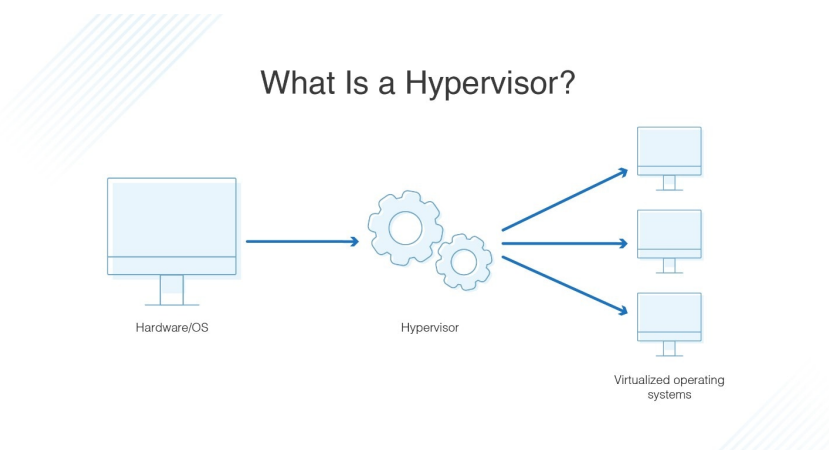 What Is a Hypervisor?
Hardware/OS
Hypervisor
Virtualized operating
systems